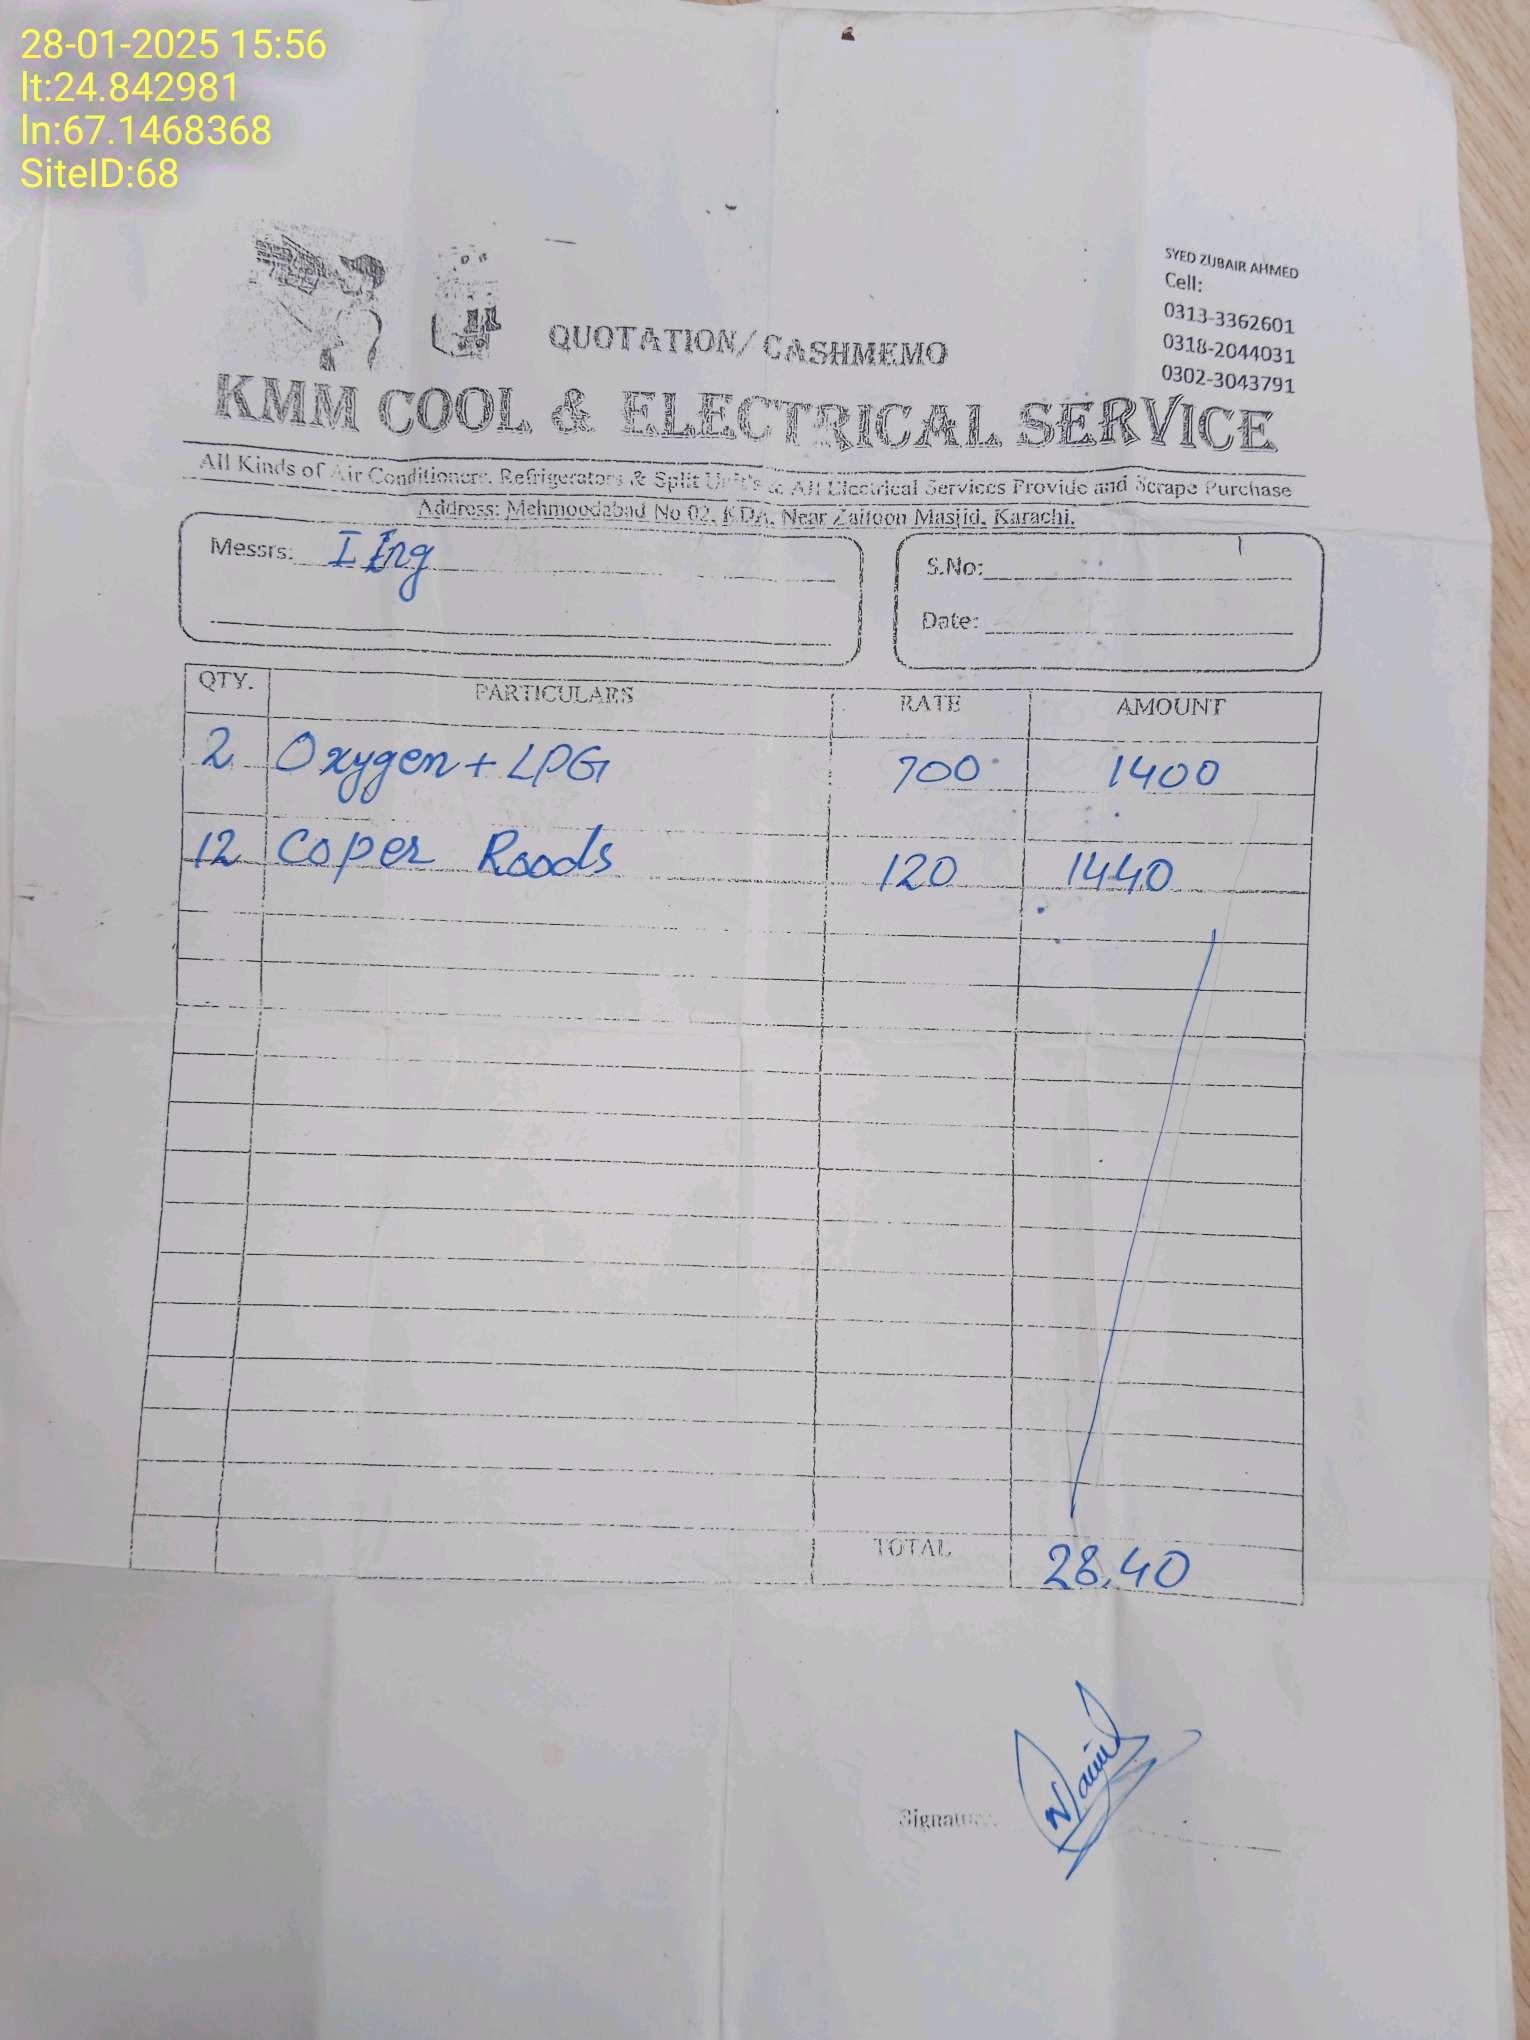 28-01-2025 15:56
lt:24.842981
ln:67.1468368
SiteID:68
SYED ZUBAIR AHMED
Cell:
0313-3362601
0318-2044031
0302-3043791
QUOTATION/CASHMEMO
KMM COOL & ELECTRICAL SERVICE
All Kinds of Air Conditioners, Refrigerators & Split Unit's & All Electrical Services Provide and Scrape Purchase
Address: Mehmoodabad No 02, KDA, Near Zaitoon Masjid, Karachi.
Messrs: I Eng
S.No:
Date:
QTY. PARTICULARS RATE AMOUNT
2 Oxygen + LPG 700 1400
12 Coper Roods 120 1440
TOTAL 28,40
Signature: